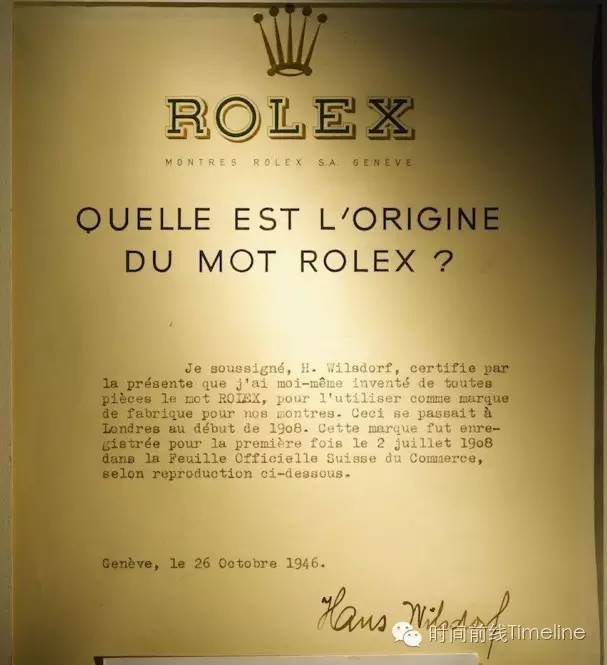 ROLEX
MONTRES ROLEX S.A. GENÈVE
QUELLE EST L'ORIGINE
DU MOT ROLEX ?
Je soussigné, H. Wilsdorf, certifie par
la présente que j'ai moi-même inventé de toutes
pièces le mot ROLEX, pour l'utiliser comme marque
de fabrique pour nos montres. Ceci se passait à
Londres au début de 1908. Cette marque fut enre-
gistrée pour la première fois le 2 juillet 1908
dans la Feuille Officielle Suisse du Commerce,
selon reproduction ci-dessous.
Genève, le 26 Octobre 1946.
Hans Wilsdorf
时间前线Timeline